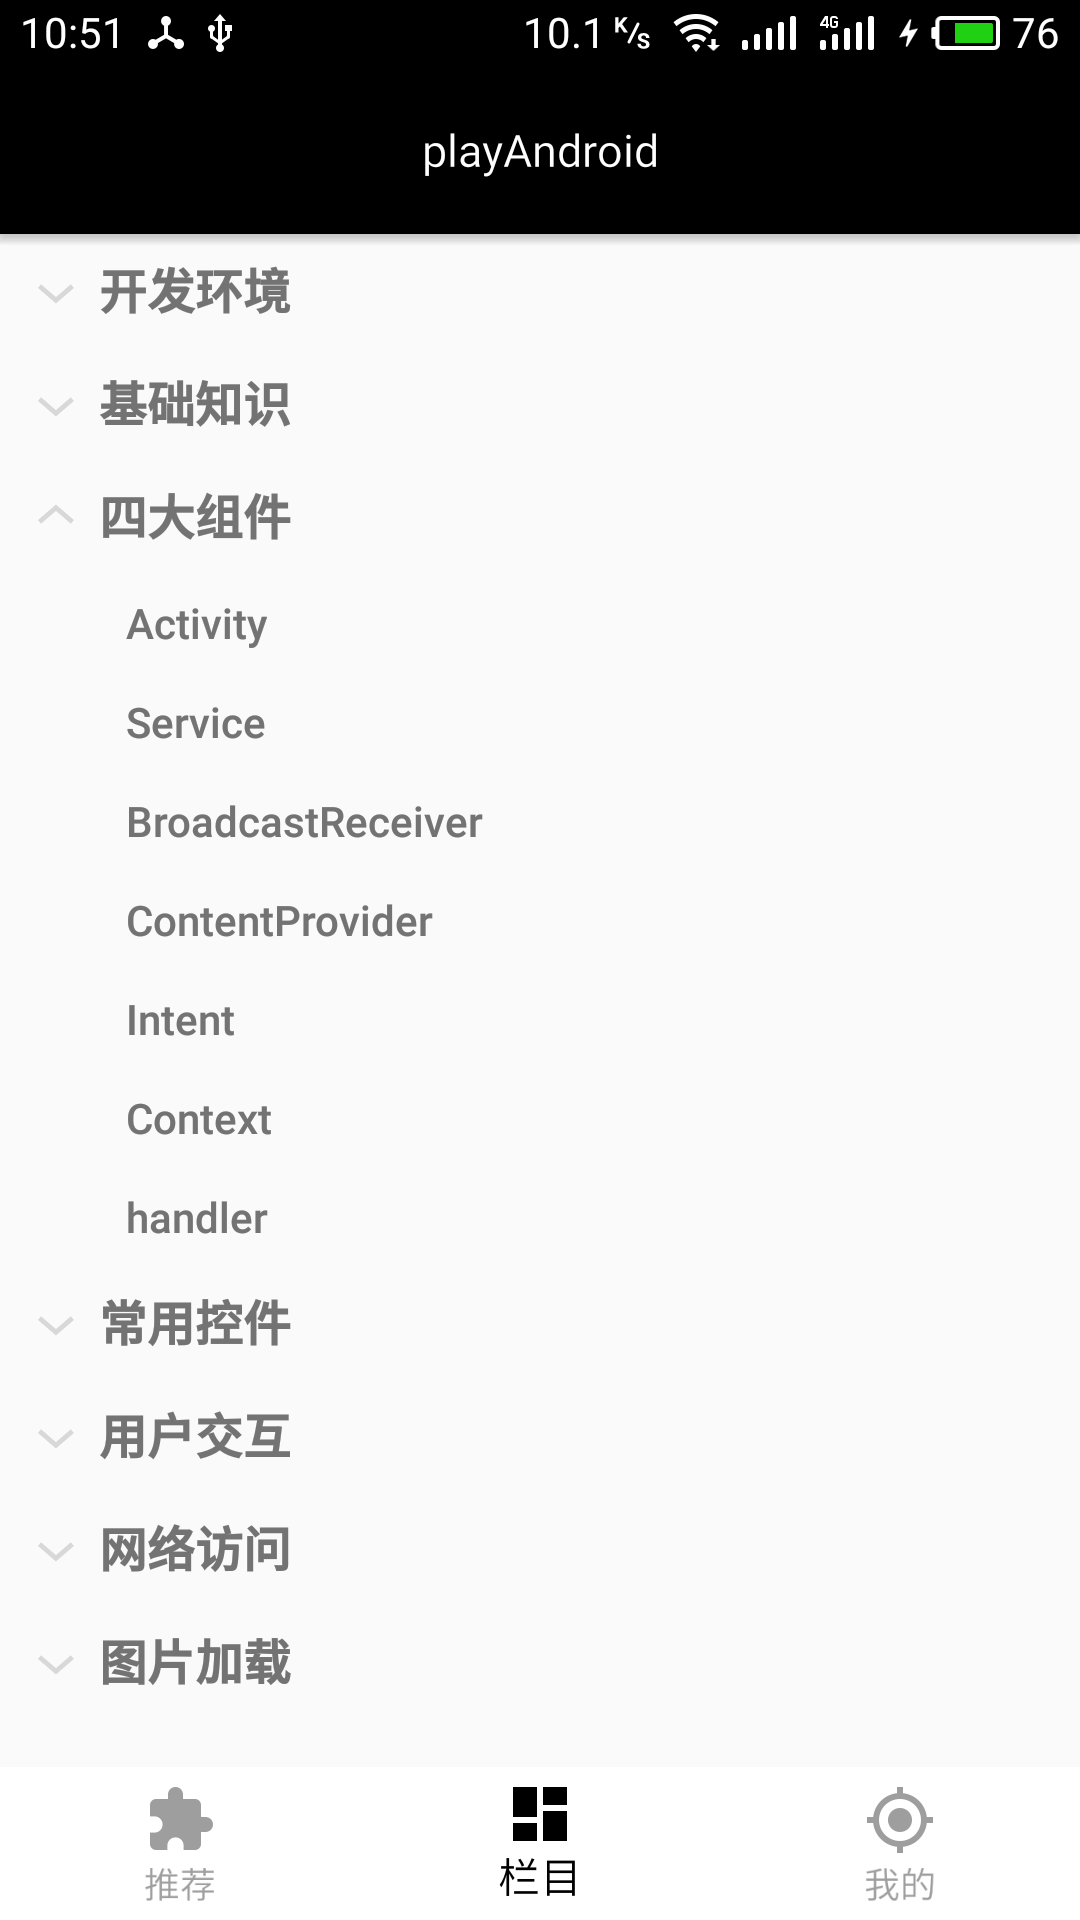 10:51 10.1 K/s 4G 76
playAndroid
开发环境
基础知识
四大组件
Activity
Service
BroadcastReceiver
ContentProvider
Intent
Context
handler
常用控件
用户交互
网络访问
图片加载
推荐 栏目 我的